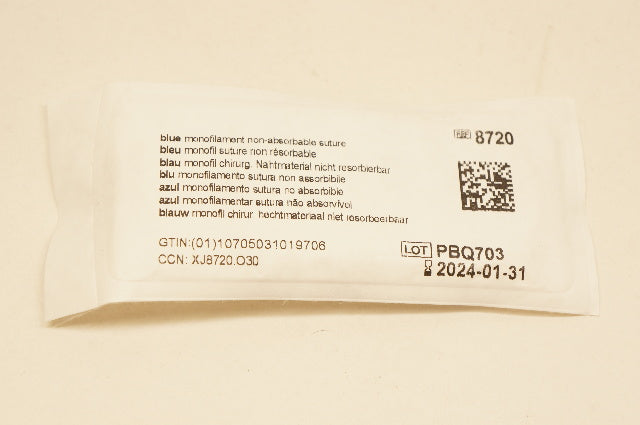 blue monofilament non-absorbable suture
bleu monofil suture non résorbable
blau monofil chirurg. Nahtmaterial nicht resorbierbar
blu monofilamento sutura non assorbibile
azul monofilamento sutura no absorbible
azul monofilamentar sutura não absorvível
blauw monofil chirur. hechtmateriaal niet resorbeerbaar
GTIN:(01)10705031019706
CCN: XJ8720.O30
REF 8720
LOT PBQ703
2024-01-31